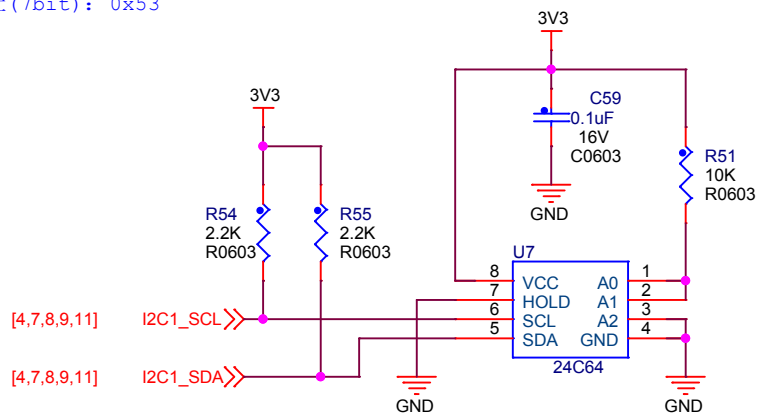 (7bit): 0x53
3V3
3V3
C59
0.1uF
16V
C0603
GND
R51
10K
R0603
R54
2.2K
R0603
R55
2.2K
R0603
U7
8 VCC A0 1
7 HOLD A1 2
6 SCL A2 3
5 SDA GND 4
24C64
[4,7,8,9,11] I2C1_SCL
[4,7,8,9,11] I2C1_SDA
GND
GND